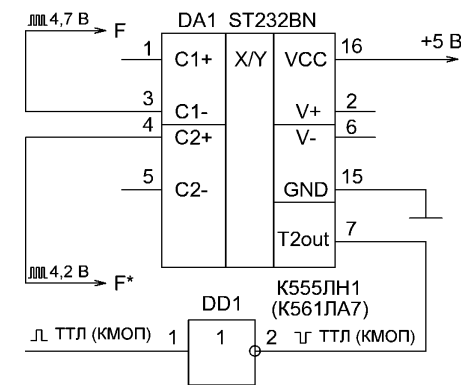 DA1 ST232BN
4,7 В F
1 C1+ X/Y VCC 16 +5 В
3 C1- V+ 2
4 C2+ V- 6
5 C2- GND 15
T2out 7
4,2 В F*
К555ЛН1
(К561ЛА7)
DD1
ТТЛ (КМОП) 1 1 2 ТТЛ (КМОП)